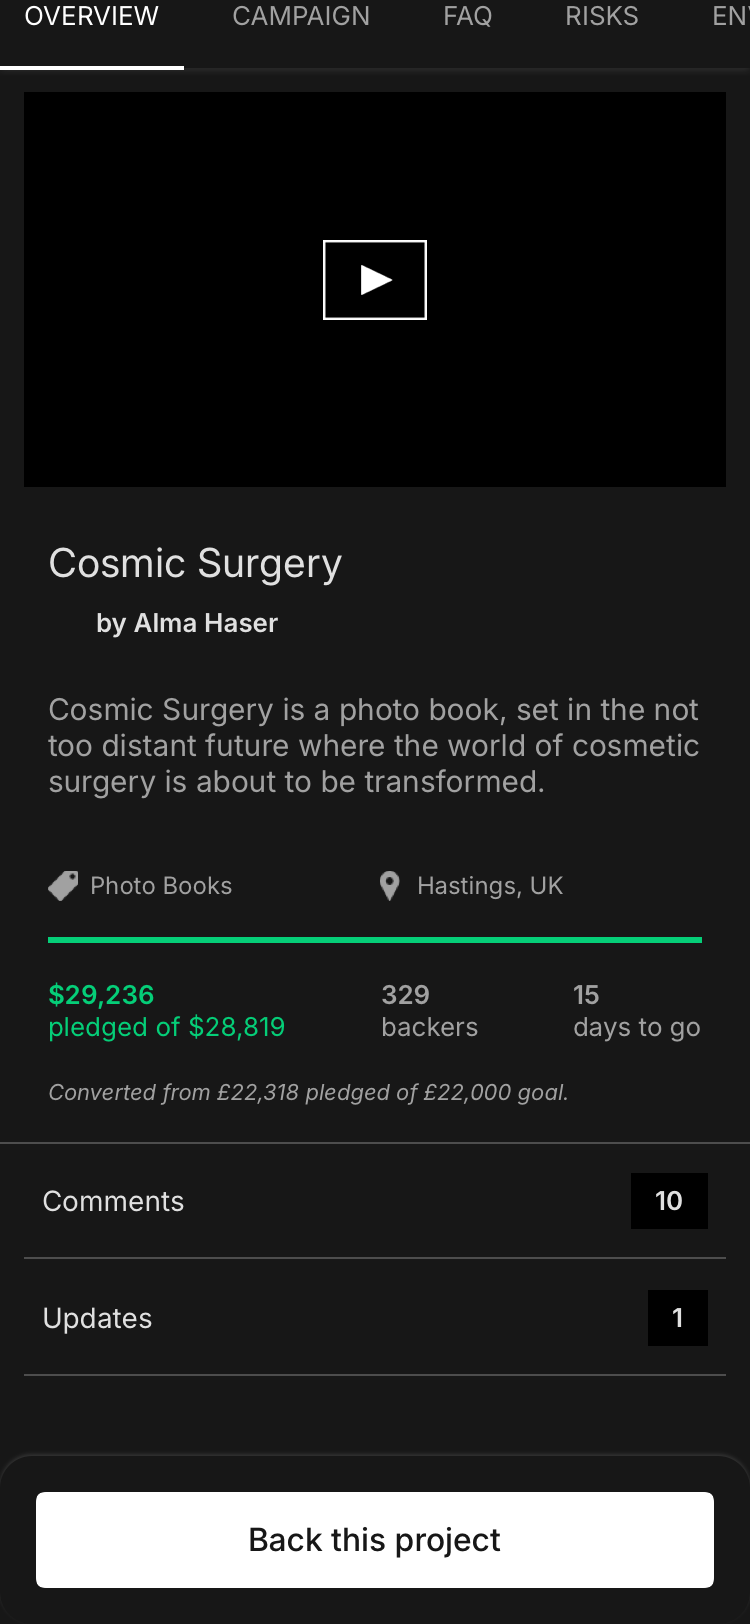 OVERVIEW CAMPAIGN FAQ RISKS
Cosmic Surgery
by Alma Haser
Cosmic Surgery is a photo book, set in the not
too distant future where the world of cosmetic
surgery is about to be transformed.
Photo Books
Hastings, UK
$29,236
pledged of $28,819
329
backers
15
days to go
Converted from £22,318 pledged of £22,000 goal.
Comments 10
Updates 1
Back this project